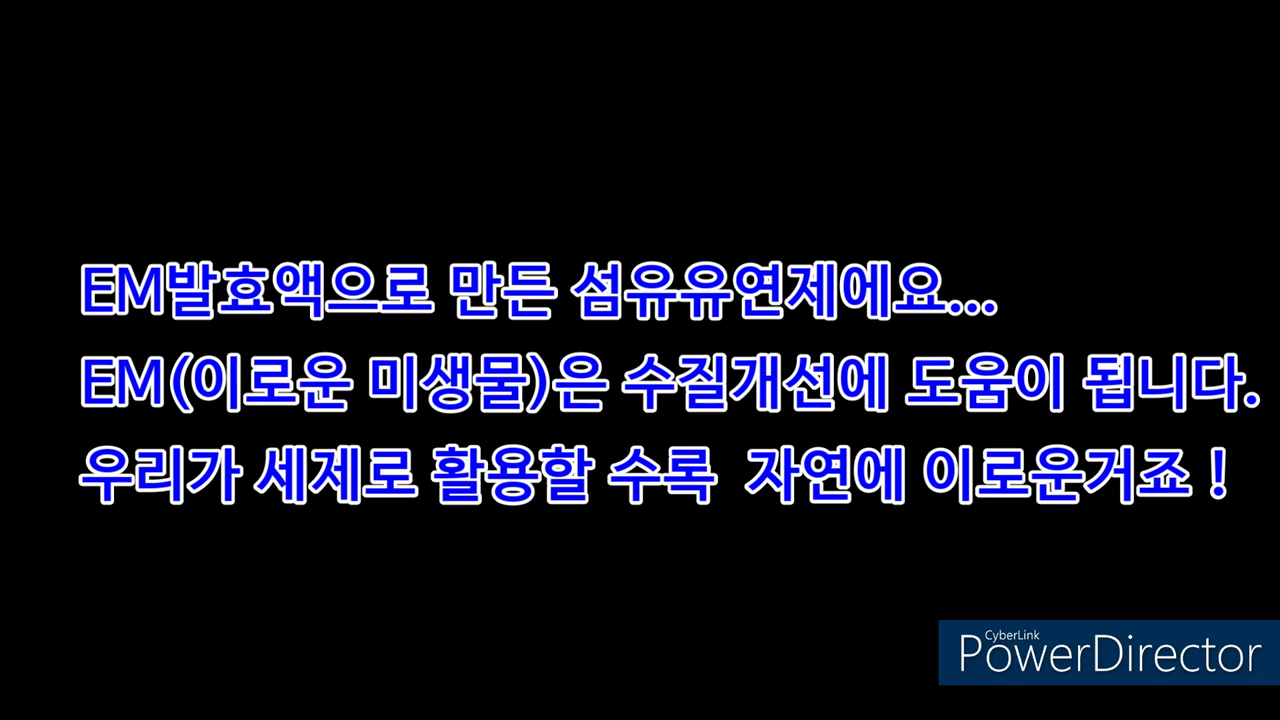 EM발효액으로 만든 섬유유연제에요...
EM(이로운 미생물)은 수질개선에 도움이 됩니다.
우리가 세제로 활용할 수록  자연에 이로운거죠 !
CyberLink
PowerDirector